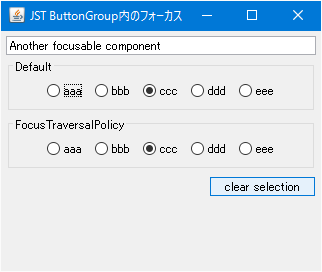 JST ButtonGroup内のフォーカス
Another focusable component
Default
aaa bbb ccc ddd eee
FocusTraversalPolicy
aaa bbb ccc ddd eee
clear selection